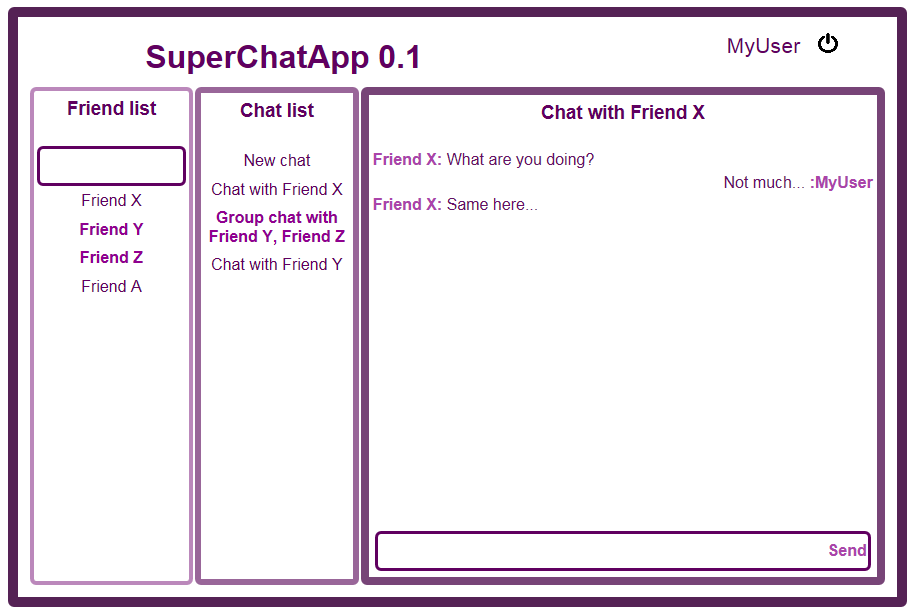 SuperChatApp 0.1
MyUser
Friend list
Friend X
Friend Y
Friend Z
Friend A
Chat list
New chat
Chat with Friend X
Group chat with
Friend Y, Friend Z
Chat with Friend Y
Chat with Friend X
Friend X: What are you doing?
Not much... :MyUser
Friend X: Same here...
Send